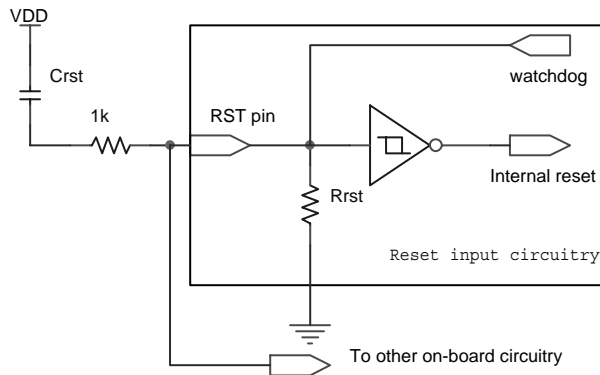 VDD
Crst
1k
RST pin
watchdog
Internal reset
Rrst
Reset input circuitry
To other on-board circuitry